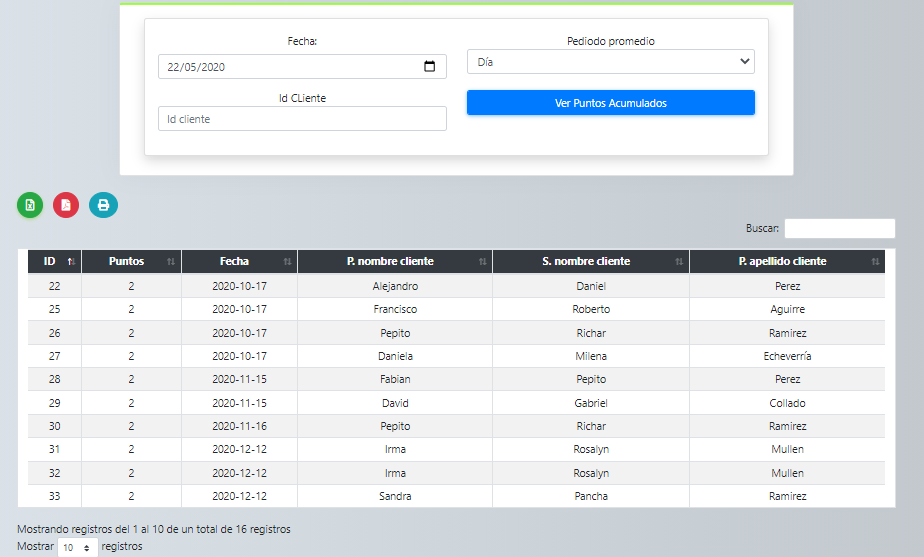 Fecha:
Pediodo promedio
22/05/2020
Día
Id CLiente
Id cliente
Ver Puntos Acumulados
Buscar:
ID Puntos Fecha P. nombre cliente S. nombre cliente P. apellido cliente
22 2 2020-10-17 Alejandro Daniel Perez
25 2 2020-10-17 Francisco Roberto Aguirre
26 2 2020-10-17 Pepito Richar Ramirez
27 2 2020-10-17 Daniela Milena Echeverría
28 2 2020-11-15 Fabian Pepito Perez
29 2 2020-11-15 David Gabriel Collado
30 2 2020-11-16 Pepito Richar Ramirez
31 2 2020-12-12 Irma Rosalyn Mullen
32 2 2020-12-12 Irma Rosalyn Mullen
33 2 2020-12-12 Sandra Pancha Ramirez
Mostrando registros del 1 al 10 de un total de 16 registros
Mostrar 10 registros